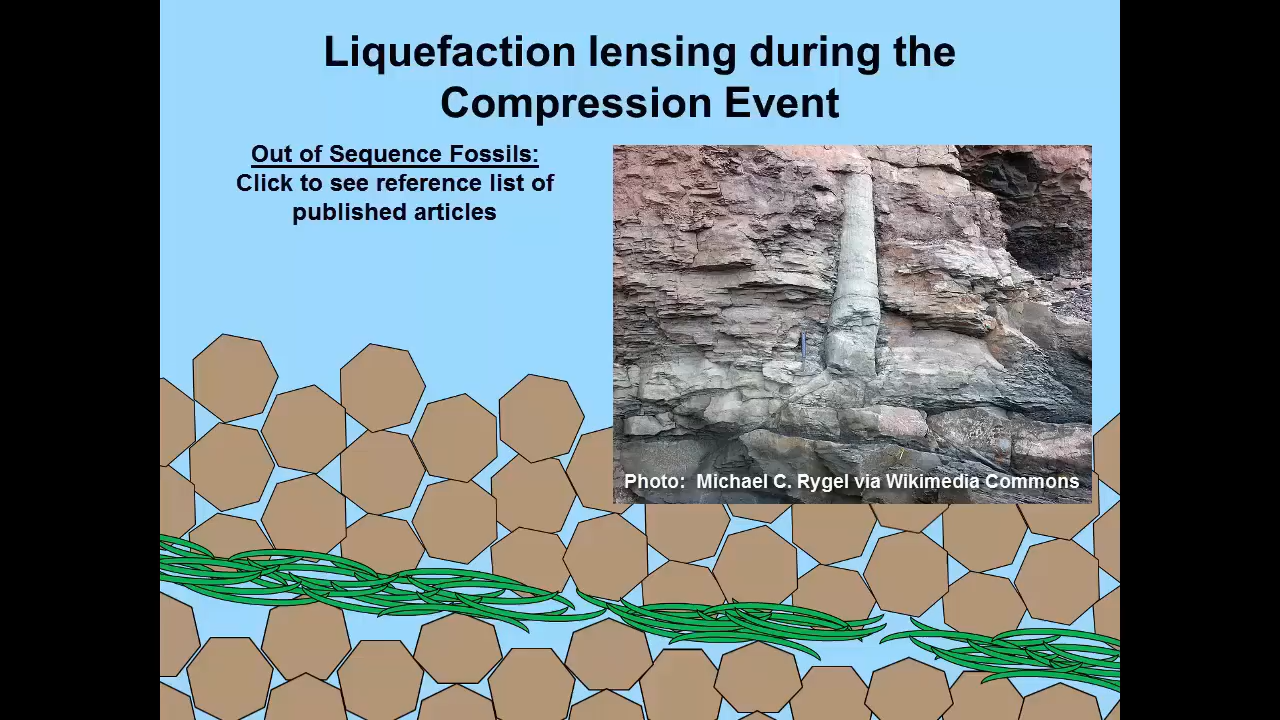 Liquefaction lensing during the
Compression Event
Out of Sequence Fossils:
Click to see reference list of
published articles
Photo:  Michael C. Rygel via Wikimedia Commons